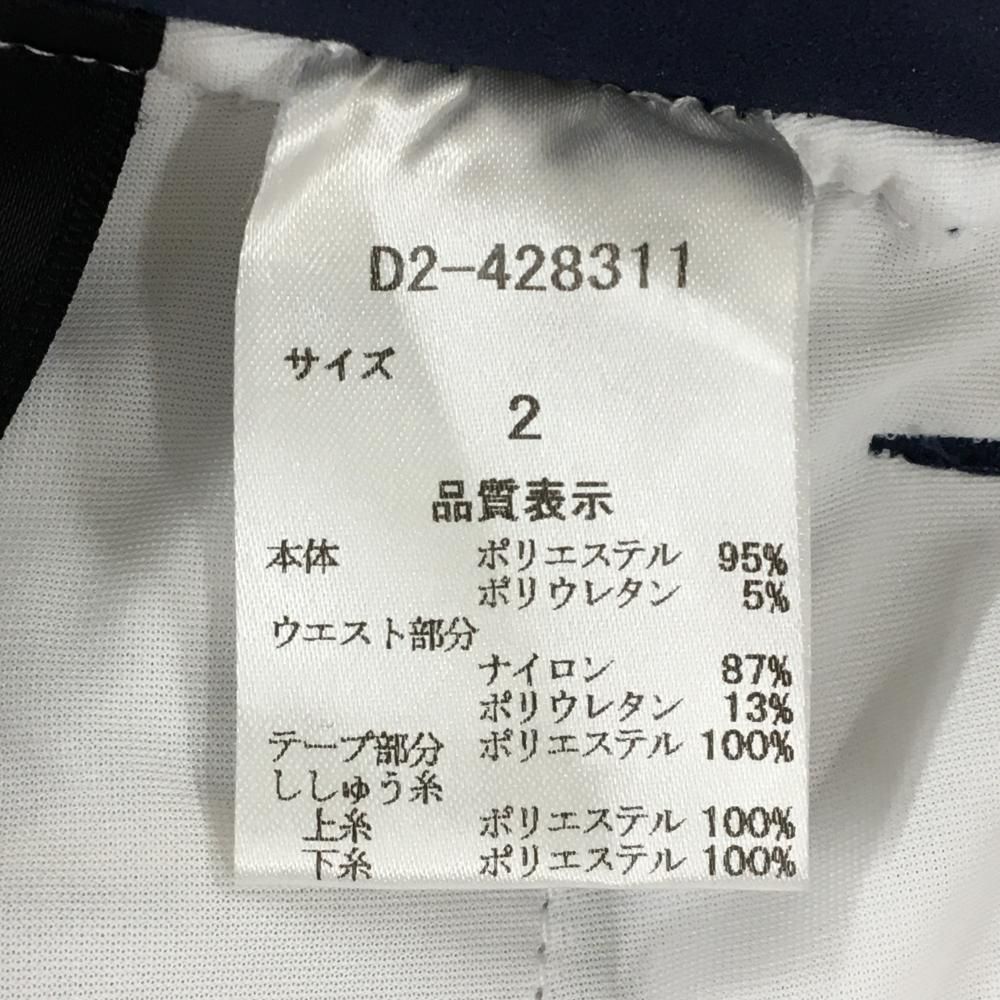 D2-428311
サイズ
2
品質表示
本体 ポリエステル 95%
ポリウレタン 5%
ウエスト部分
ナイロン 87%
ポリウレタン 13%
テープ部分 ポリエステル 100%
ししゅう糸
上糸 ポリエステル 100%
下糸 ポリエステル 100%